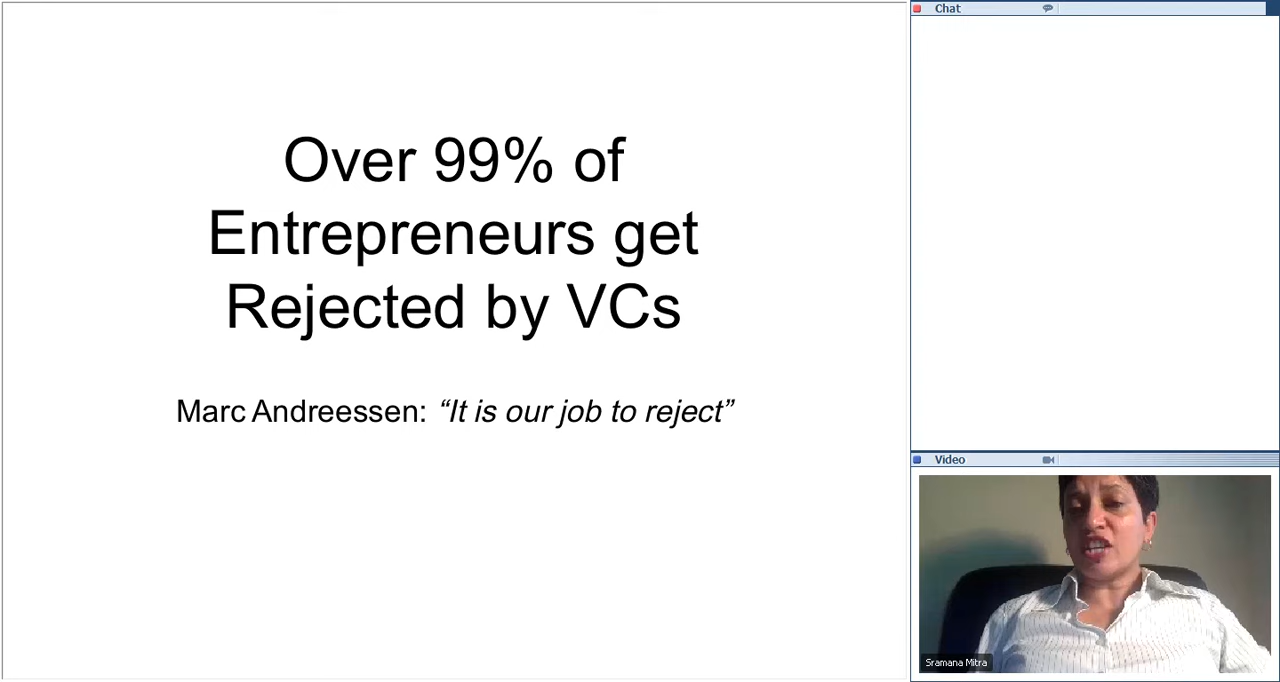 Over 99% of
Entrepreneurs get
Rejected by VCs
Marc Andreessen: “It is our job to reject”
Chat
Video
Sramana Mitra